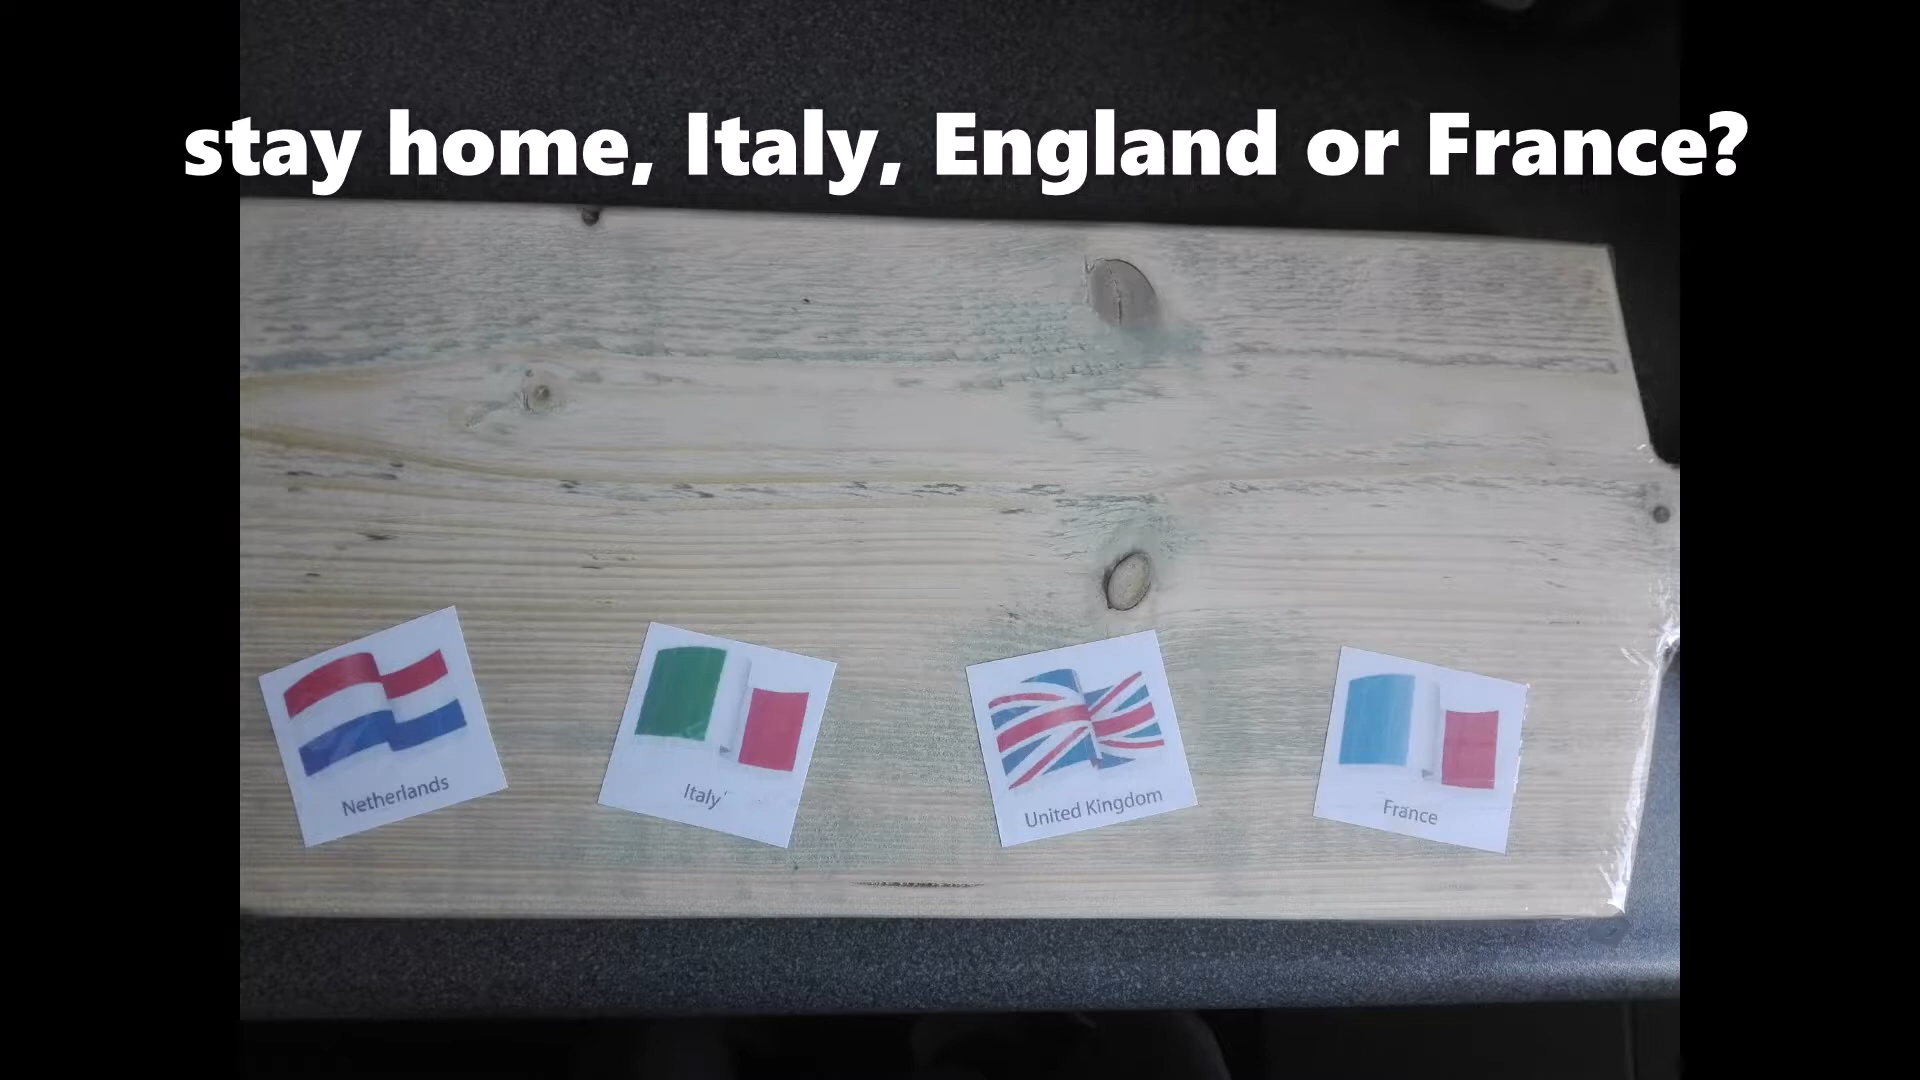 stay home, Italy, England or France?
Netherlands
Italy
United Kingdom
France